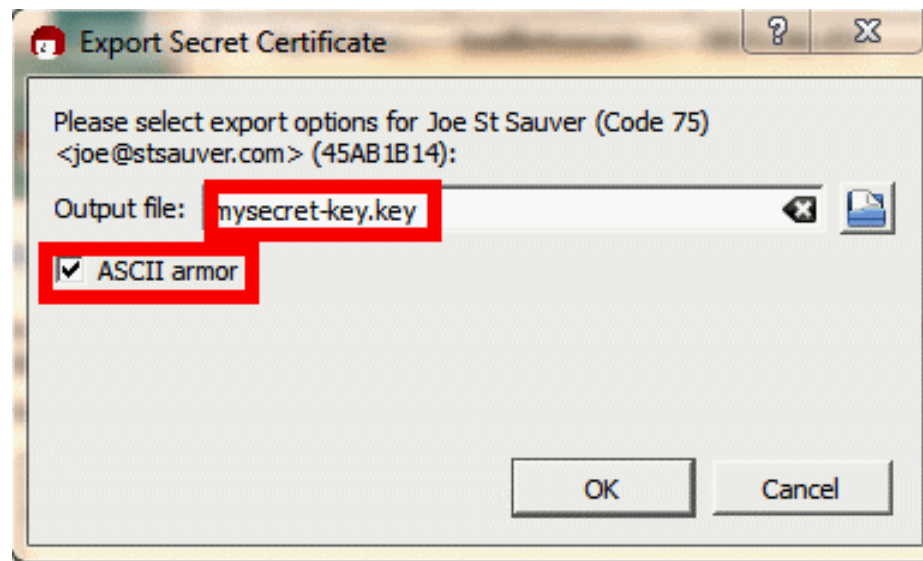 Export Secret Certificate
Please select export options for Joe St Sauver (Code 75)
<joe@stsauver.com> (45AB1B14):
Output file: mysecret-key.key
ASCII armor
OK Cancel